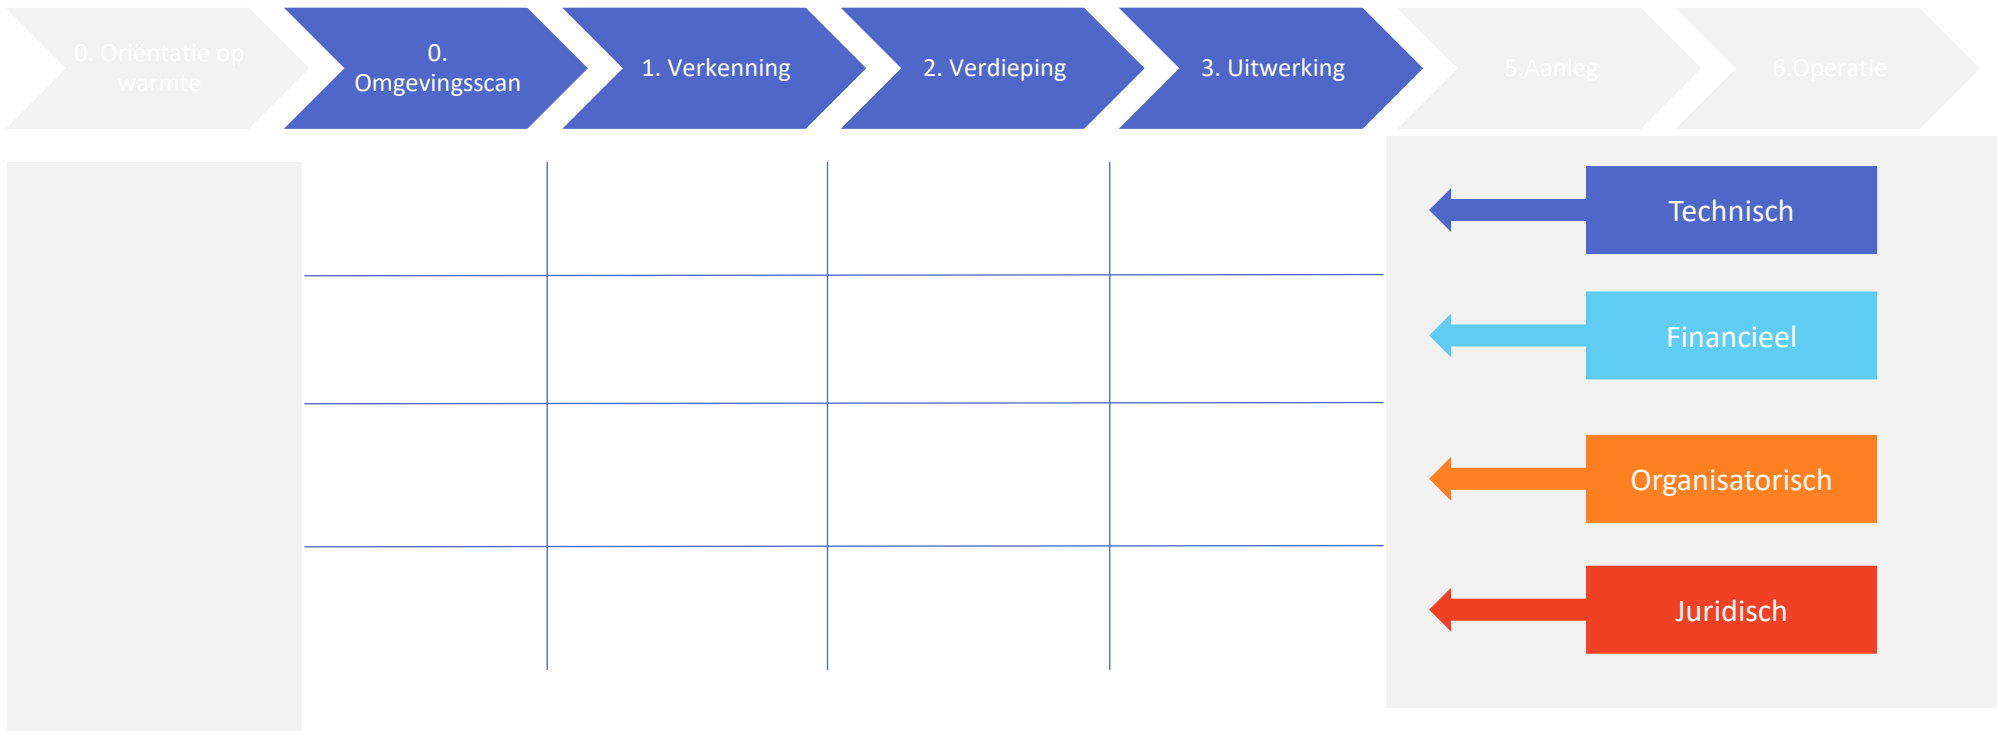 0. Oriëntatie op
warmte
0.
Omgevingsscan
1. Verkenning
2. Verdieping
3. Uitwerking
5.Aanleg
6.Operatie
Technisch
Financieel
Organisatorisch
Juridisch